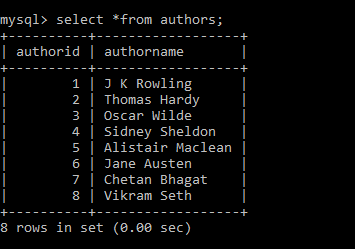 mysql> select *from authors;
+----------+------------------+
| authorid | authorname       |
+----------+------------------+
|        1 | J K Rowling      |
|        2 | Thomas Hardy     |
|        3 | Oscar Wilde      |
|        4 | Sidney Sheldon   |
|        5 | Alistair Maclean |
|        6 | Jane Austen      |
|        7 | Chetan Bhagat    |
|        8 | Vikram Seth      |
+----------+------------------+
8 rows in set (0.00 sec)